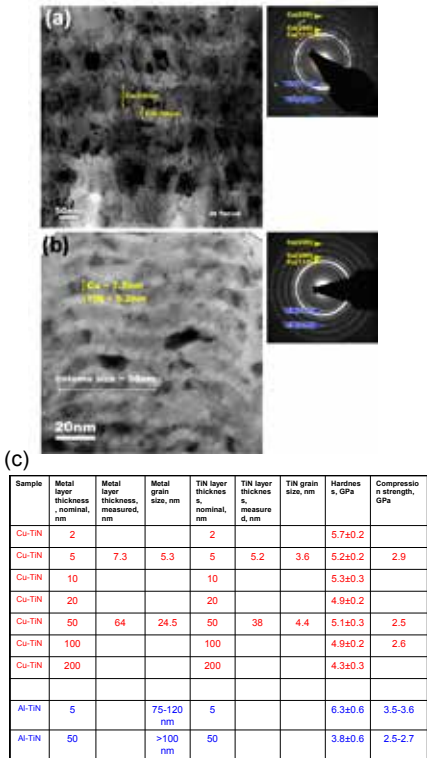 (a)
50nm
in focus
(b)
20nm
(c)
Sample Metal layer thickness, nominal, nm Metal layer thickness, measured, nm Metal grain size, nm TiN layer thickness, nominal, nm TiN layer thickness, measured, nm TiN grain size, nm Hardness, GPa Compression strength, GPa
Cu-TiN 2 2 5.7±0.2
Cu-TiN 5 7.3 5.3 5 5.2 3.6 5.2±0.2 2.9
Cu-TiN 10 10 5.3±0.3
Cu-TiN 20 20 4.9±0.2
Cu-TiN 50 64 24.5 50 38 4.4 5.1±0.3 2.5
Cu-TiN 100 100 4.9±0.2 2.6
Cu-TiN 200 200 4.3±0.3
Al-TiN 5 75-120 nm 5 6.3±0.6 3.5-3.6
Al-TiN 50 >100 nm 50 3.8±0.6 2.5-2.7